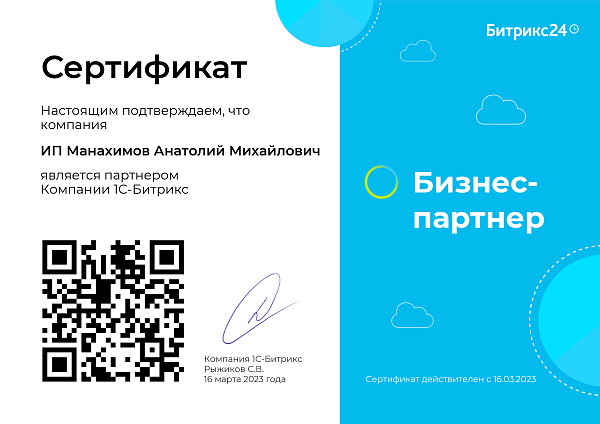 Сертификат
Настоящим подтверждаем, что
компания
ИП Манахимов Анатолий Михайлович
является партнером
Компании 1С-Битрикс
Компания 1С-Битрикс
Рыжиков С.В.
16 марта 2023 года
Битрикс24
Бизнес-
партнер
Сертификат действителен с 16.03.2023